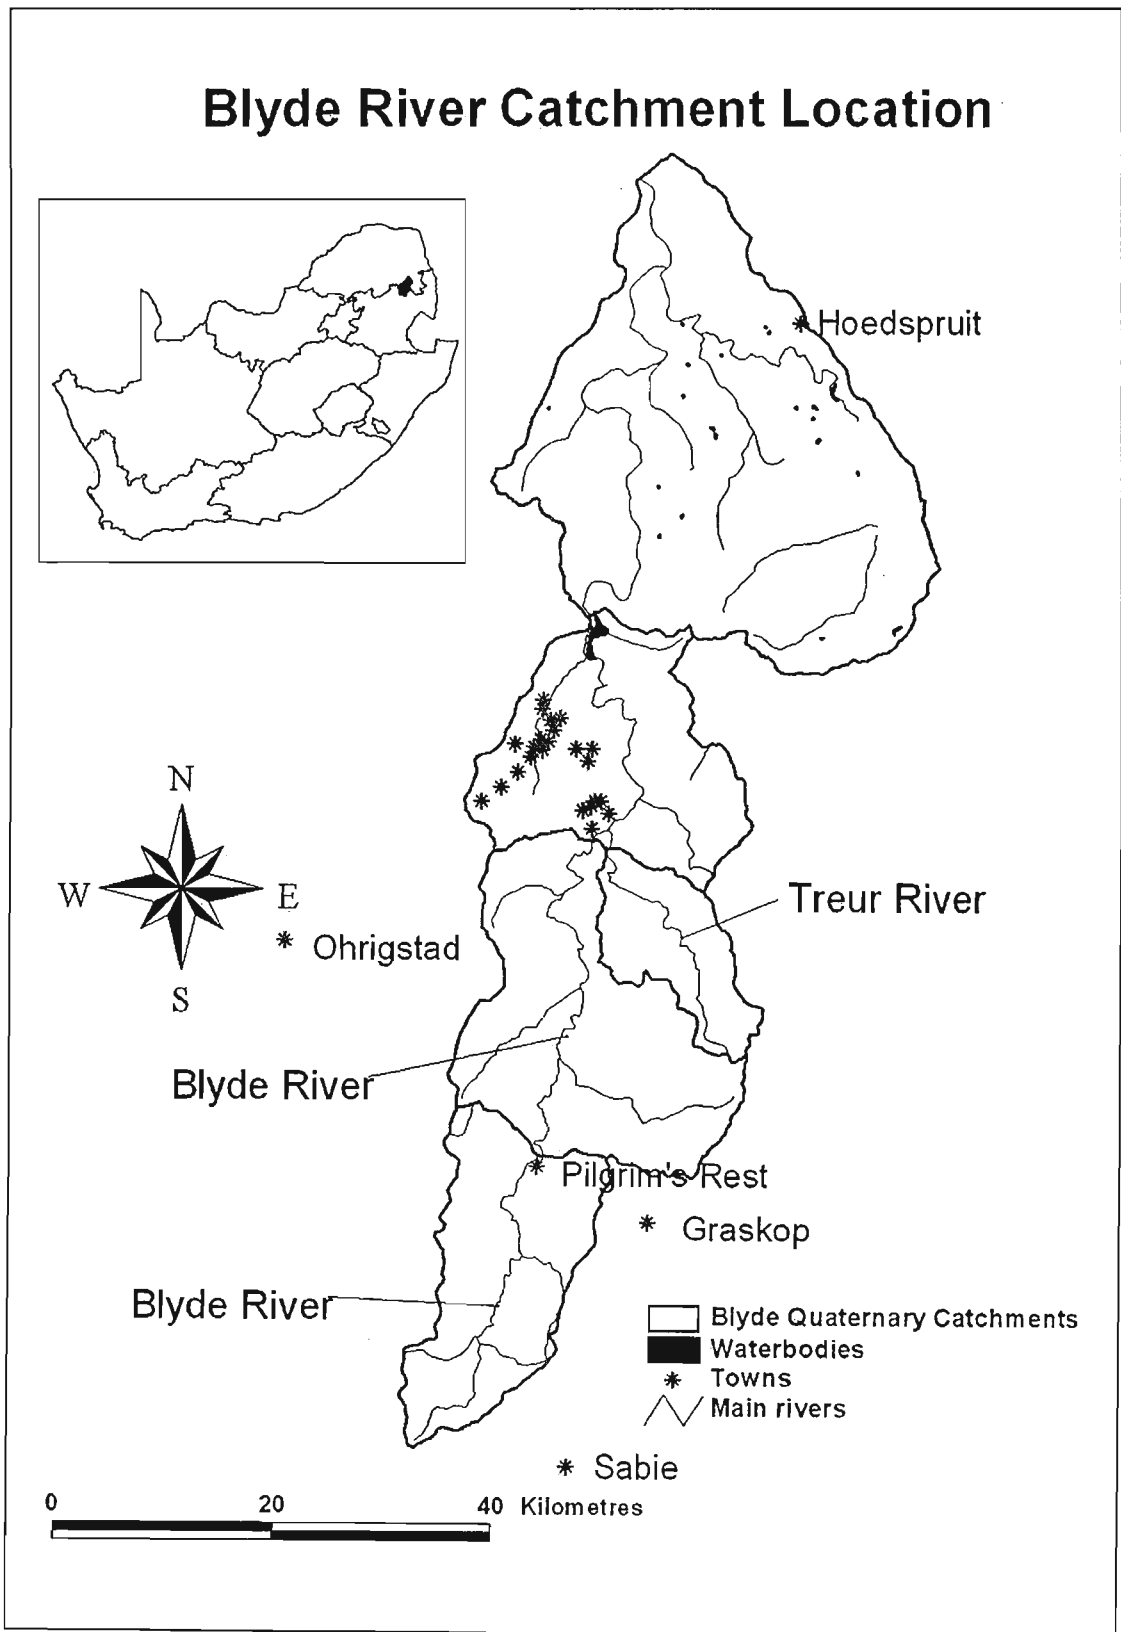 Blyde River Catchment Location
Hoedspruit
N
W
E
S
Treur River
Ohrigstad
Blyde River
Pilgrim's Rest
Graskop
Blyde River
Blyde Quaternary Catchments
Waterbodies
Towns
Main rivers
Sabie
0 20 40 Kilometres